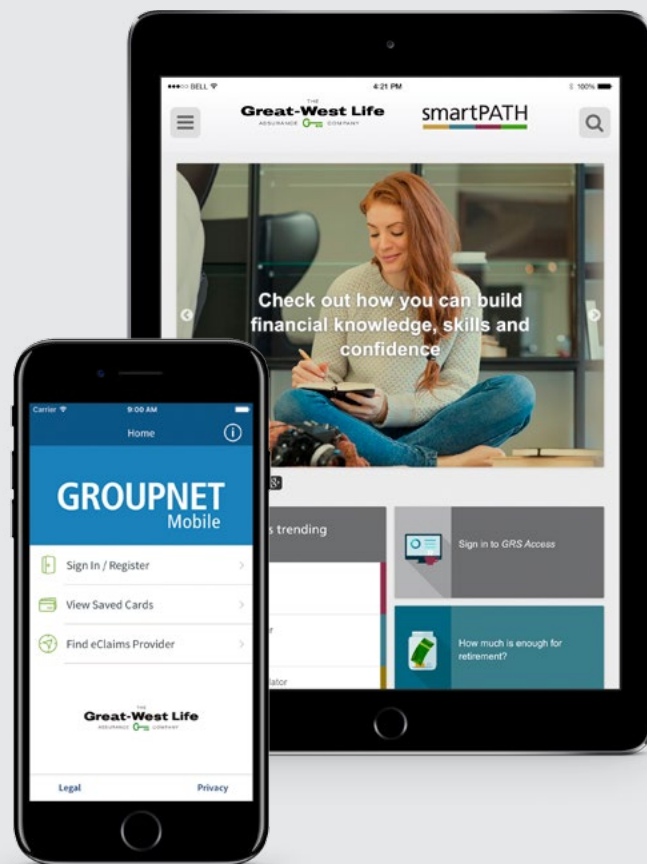 BELL
4:21 PM
100%
THE
Great-West Life
ASSURANCE COMPANY
smartPATH
Check out how you can build
financial knowledge, skills and
confidence
g+
s trending
Sign in to GRS Access
How much is enough for
retirement?
lator
Carrier
9:00 AM
Home
GROUPNET
Mobile
Sign In / Register
View Saved Cards
Find eClaims Provider
THE
Great-West Life
ASSURANCE COMPANY
Legal
Privacy